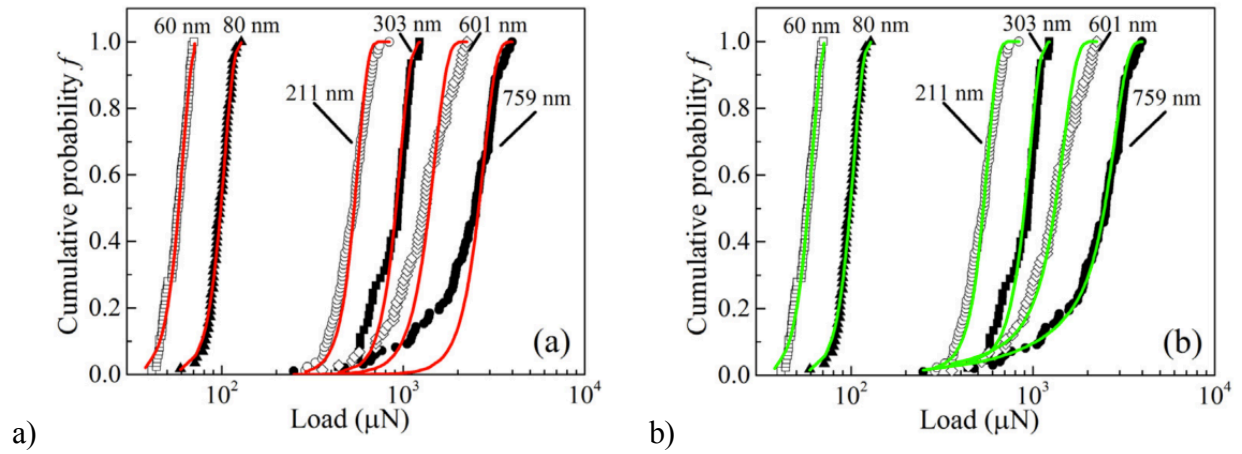 60 nm 80 nm 303 nm 601 nm
1.0
0.8
211 nm 759 nm
0.6
0.4
0.2
0.0
Cumulative probability f
(a)
10² 10³ 10⁴
Load (μN)
a)
60 nm 80 nm 303 nm 601 nm
1.0
0.8
211 nm 759 nm
0.6
0.4
0.2
0.0
Cumulative probability f
(b)
10² 10³ 10⁴
Load (μN)
b)